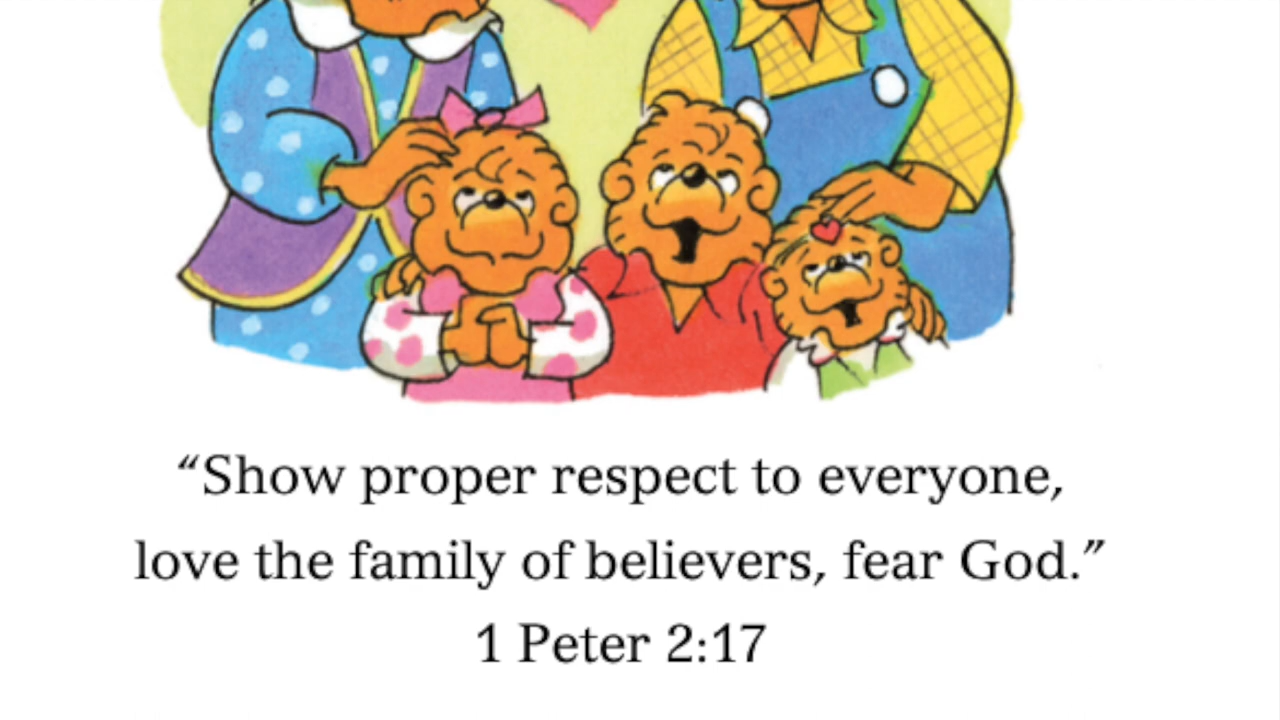 “Show proper respect to everyone,
love the family of believers, fear God.”
1 Peter 2:17